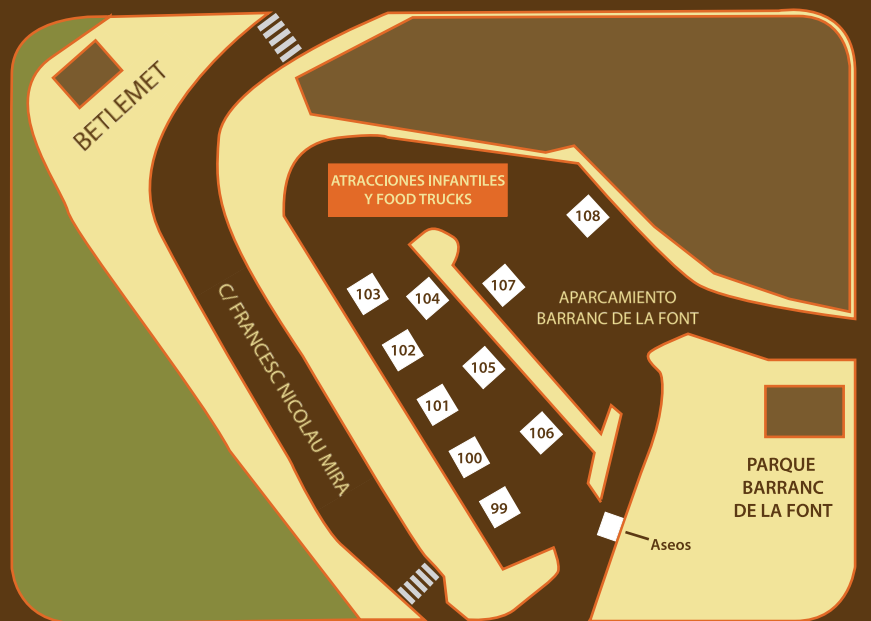 BETLEMET
ATRACCIONES INFANTILES
Y FOOD TRUCKS
108
107
103
104
APARCAMIENTO
BARRANC DE LA FONT
C/ FRANCESC NICOLAU MIRA
102
105
101
106
100
99
PARQUE
BARRANC
DE LA FONT
Aseos